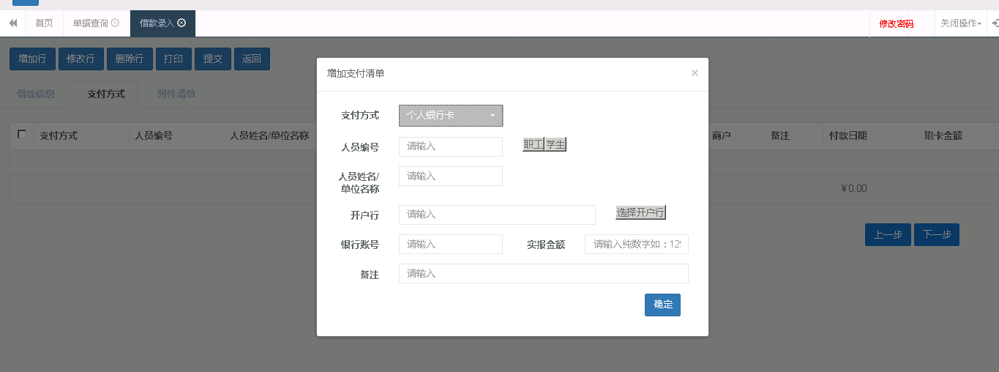 首页
单据查询
借款录入
修改密码
关闭操作
增加行
修改行
删除行
打印
提交
返回
借款信息
支付方式
附件清单
支付方式
人员编号
人员姓名/单位名称
商户
备注
付款日期
刷卡金额
￥0.00
上一步
下一步
增加支付清单
×
支付方式
个人银行卡
人员编号
请输入
职工
学生
人员姓名/
单位名称
请输入
开户行
请输入
选择开户行
银行账号
请输入
实报金额
请输入纯数字如：12
备注
请输入
确定